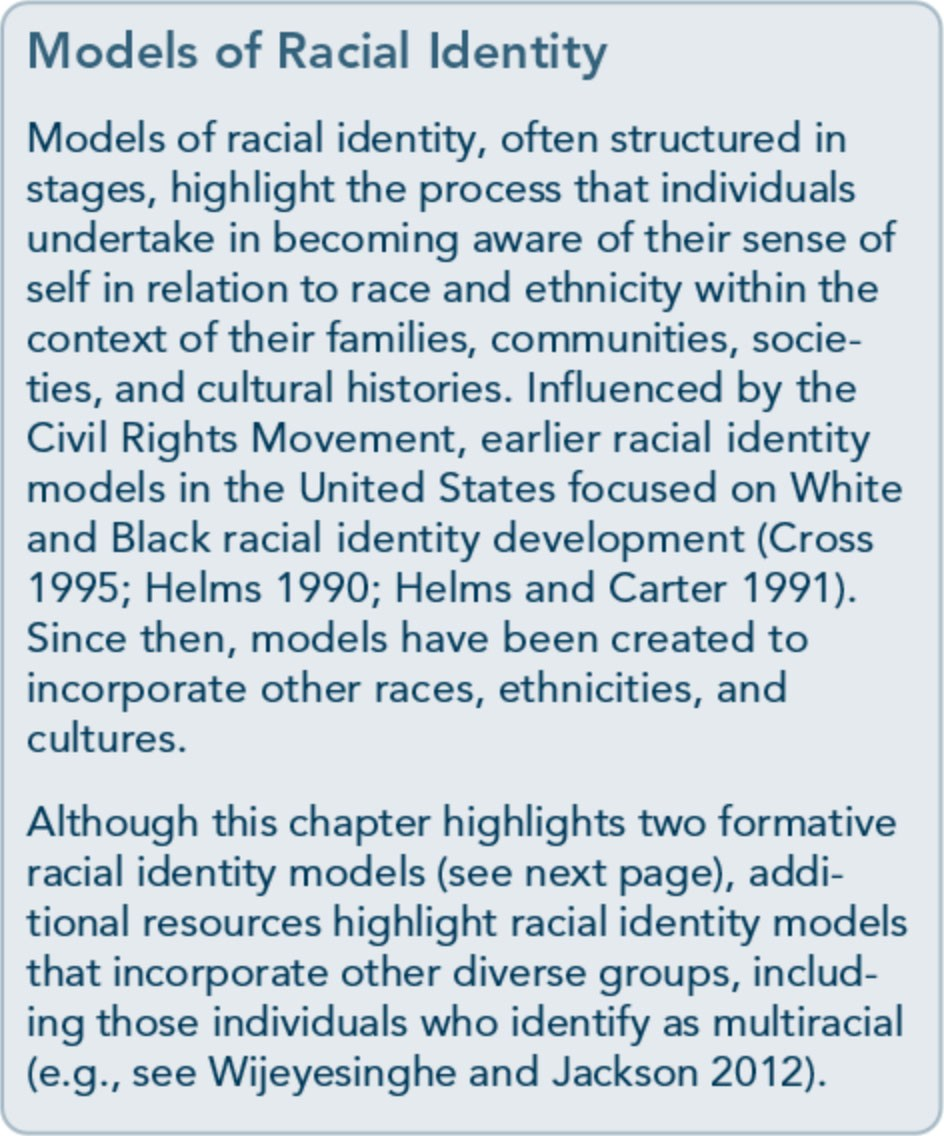 Models of Racial Identity
Models of racial identity, often structured in
stages, highlight the process that individuals
undertake in becoming aware of their sense of
self in relation to race and ethnicity within the
context of their families, communities, socie-
ties, and cultural histories. Influenced by the
Civil Rights Movement, earlier racial identity
models in the United States focused on White
and Black racial identity development (Cross
1995; Helms 1990; Helms and Carter 1991).
Since then, models have been created to
incorporate other races, ethnicities, and
cultures.
Although this chapter highlights two formative
racial identity models (see next page), addi-
tional resources highlight racial identity models
that incorporate other diverse groups, includ-
ing those individuals who identify as multiracial
(e.g., see Wijeyesinghe and Jackson 2012).